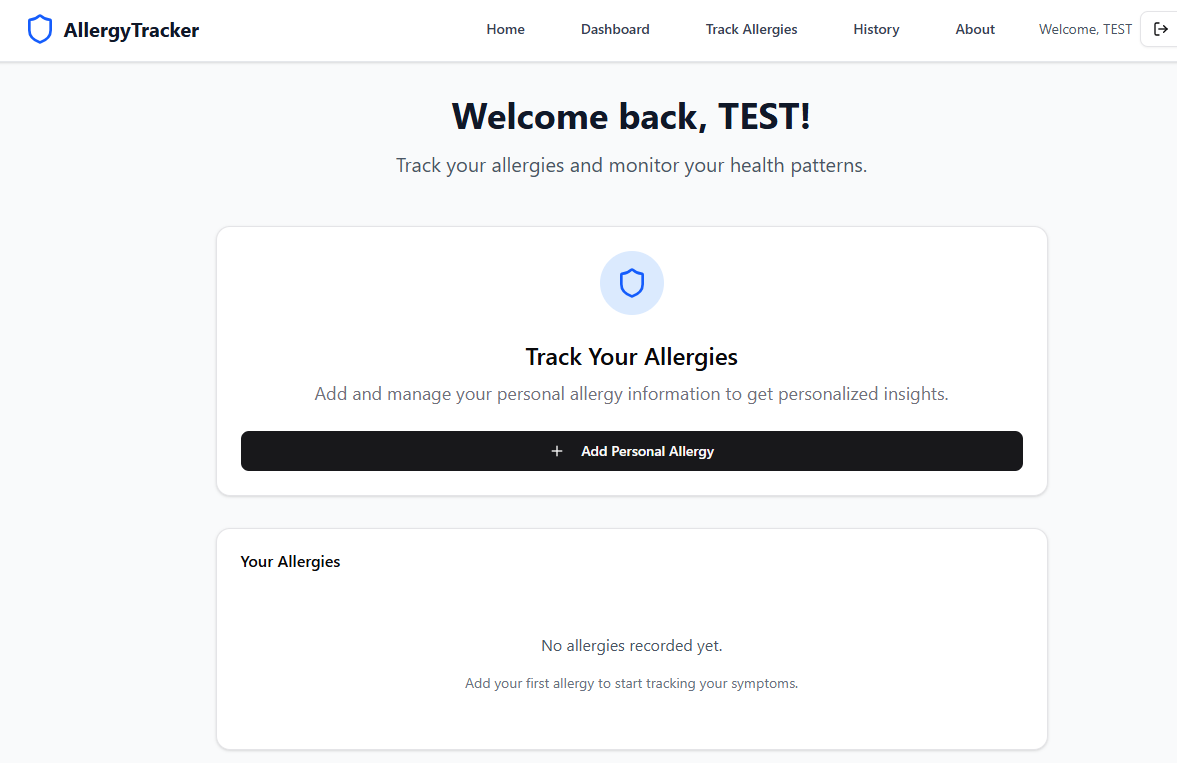 AllergyTracker
Home Dashboard Track Allergies History About Welcome, TEST
Welcome back, TEST!
Track your allergies and monitor your health patterns.
Track Your Allergies
Add and manage your personal allergy information to get personalized insights.
+ Add Personal Allergy
Your Allergies
No allergies recorded yet.
Add your first allergy to start tracking your symptoms.